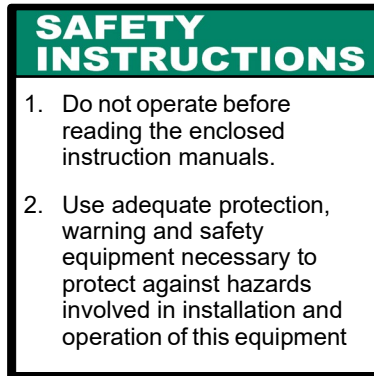 SAFETY
INSTRUCTIONS
1. Do not operate before
reading the enclosed
instruction manuals.
2. Use adequate protection,
warning and safety
equipment necessary to
protect against hazards
involved in installation and
operation of this equipment